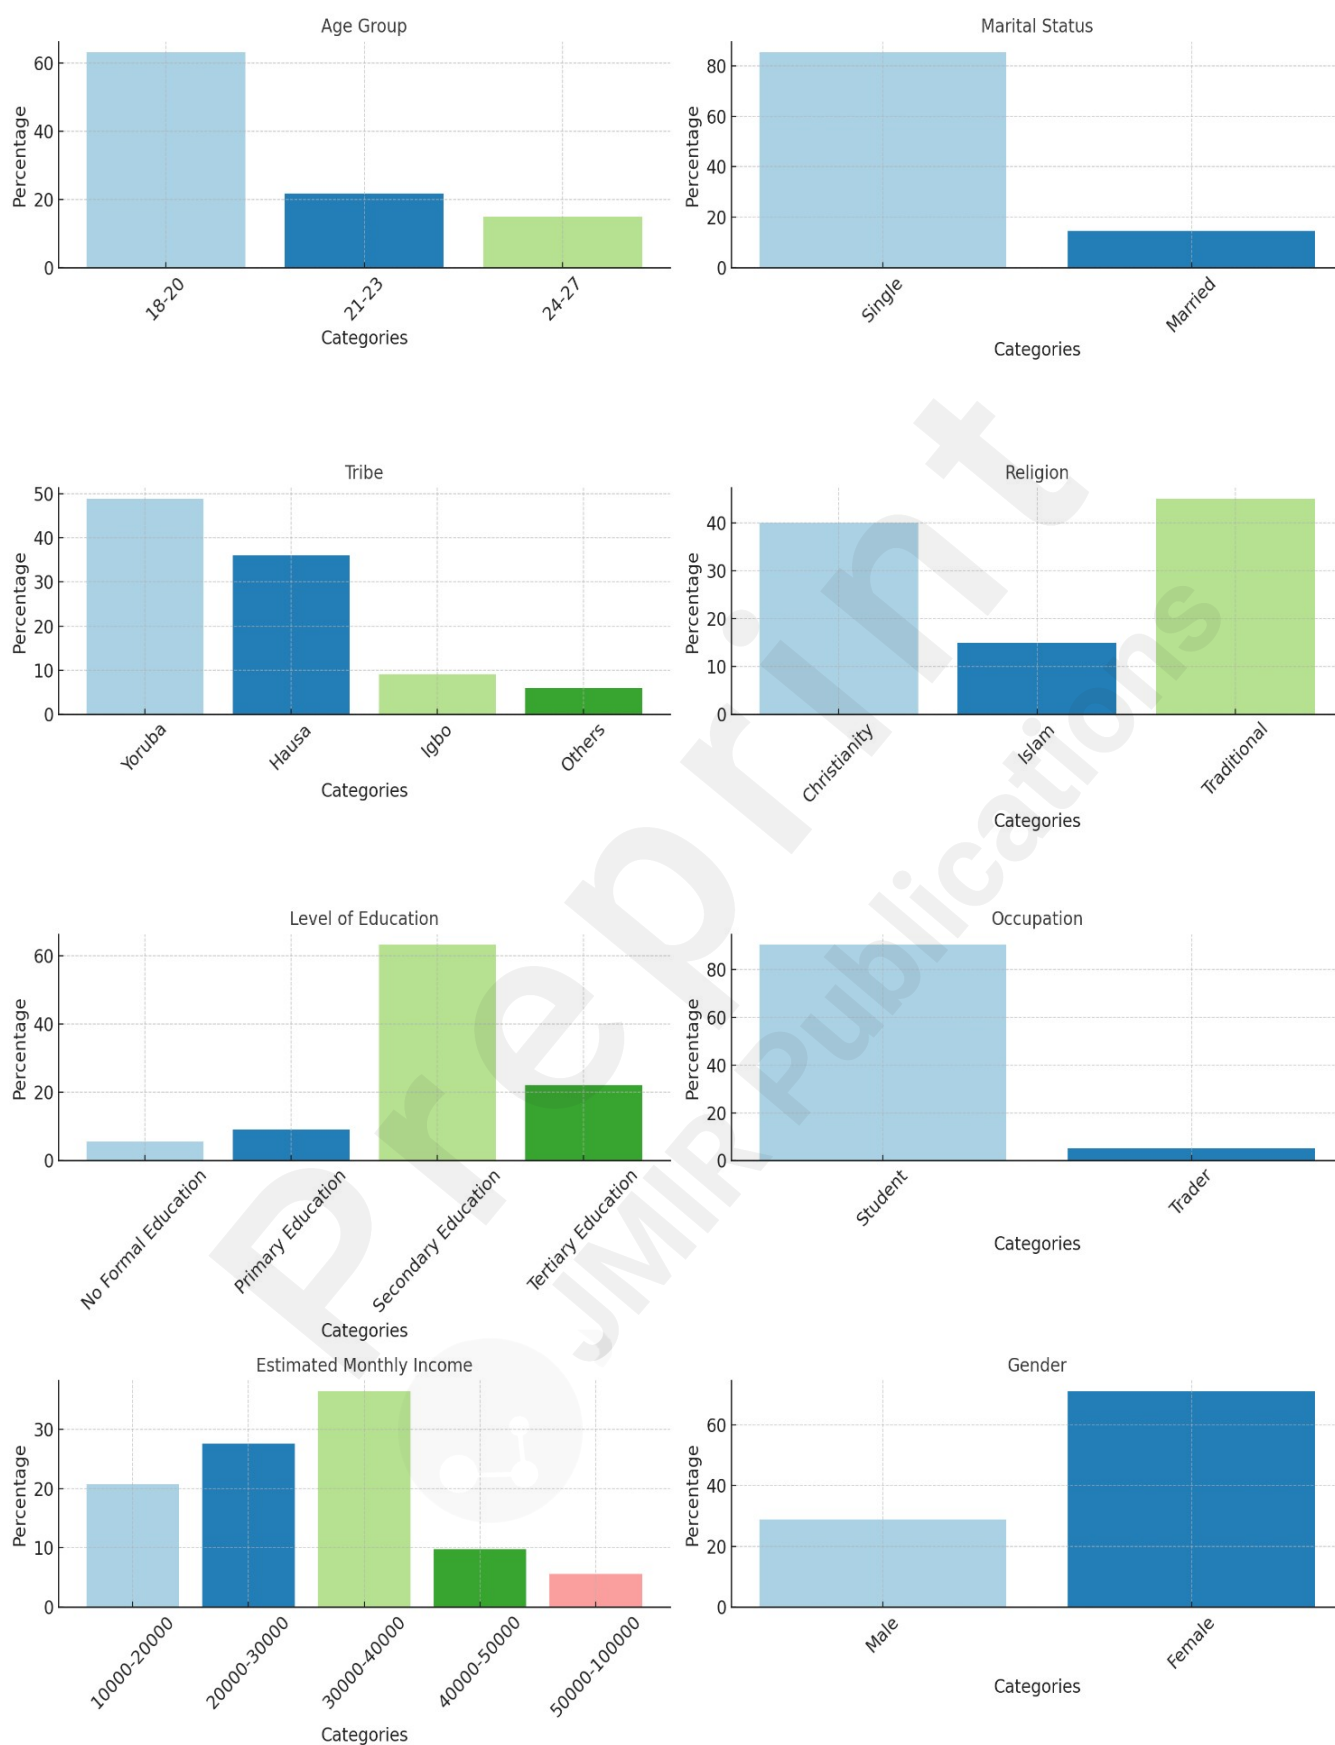 Age Group
Percentage
60
40
20
0
18-20
21-23
24-27
Categories
Marital Status
Percentage
80
60
40
20
0
Single
Married
Categories
Tribe
Percentage
50
40
30
20
10
0
Yoruba
Hausa
Igbo
Others
Categories
Religion
Percentage
40
30
20
10
0
Christianity
Islam
Traditional
Categories
Level of Education
Percentage
60
40
20
0
No Formal Education
Primary Education
Secondary Education
Tertiary Education
Categories
Occupation
Percentage
80
60
40
20
0
Student
Trader
Categories
Estimated Monthly Income
Percentage
30
20
10
0
10000-20000
20000-30000
30000-40000
40000-50000
50000-100000
Categories
Gender
Percentage
60
40
20
0
Male
Female
Categories
Preprint
JMIR Publications